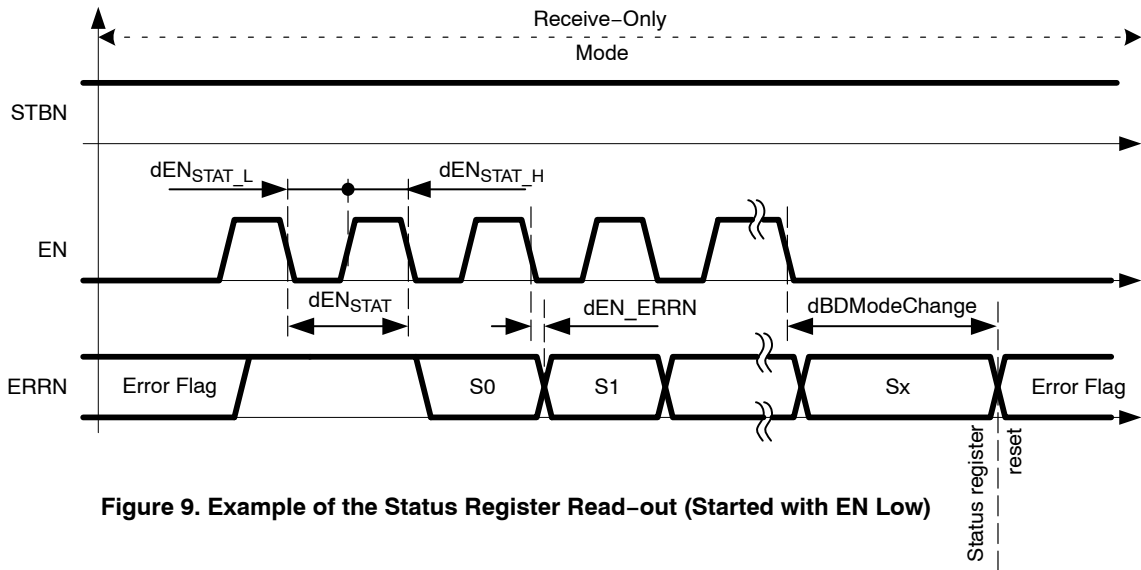 Receive−Only
Mode
STBN
dENSTAT_L
dENSTAT_H
EN
dENSTAT
dEN_ERRN
dBDModeChange
ERRN
Error Flag
S0
S1
Sx
Error Flag
Status register
reset
Figure 9. Example of the Status Register Read−out (Started with EN Low)